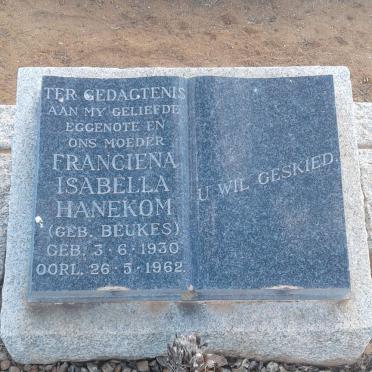 TER GEDAGTENIS
AAN MY GELIEFDE
EGGENOTE EN
ONS MOEDER
FRANCIENA
ISABELLA
HANEKOM
(GEB. BEUKES)
GEB. 3-6-1930
OORL. 26-5-1962.
U WIL GESKIED.